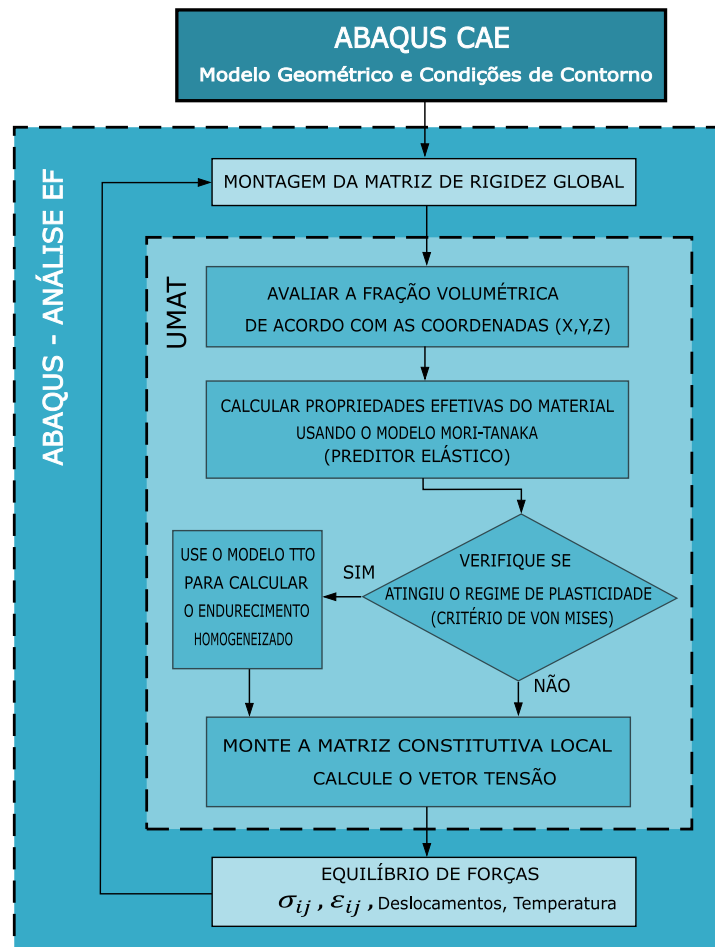 ABAQUS CAE
Modelo Geométrico e Condições de Contorno
ABAQUS - ANÁLISE EF
MONTAGEM DA MATRIZ DE RIGIDEZ GLOBAL
UMAT
AVALIAR A FRAÇÃO VOLUMÉTRICA
DE ACORDO COM AS COORDENADAS (X,Y,Z)
CALCULAR PROPRIEDADES EFETIVAS DO MATERIAL
USANDO O MODELO MORI-TANAKA
(PREDITOR ELÁSTICO)
VERIFIQUE SE
ATINGIU O REGIME DE PLASTICIDADE
(CRITÉRIO DE VON MISES)
SIM
USE O MODELO TTO
PARA CALCULAR
O ENDURECIMENTO
HOMOGENEIZADO
NÃO
MONTE A MATRIZ CONSTITUTIVA LOCAL
CALCULE O VETOR TENSÃO
EQUILÍBRIO DE FORÇAS
σij , εij , Deslocamentos, Temperatura